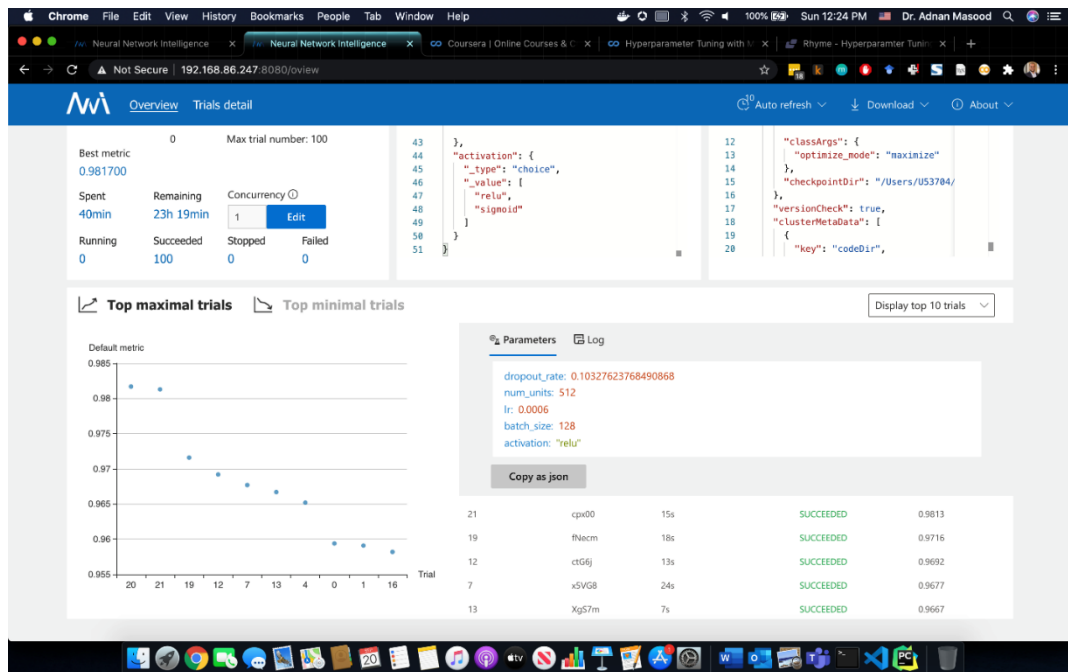 Chrome File Edit View History Bookmarks People Tab Window Help 100% Sun 12:24 PM Dr. Adnan Masood
Neural Network Intelligence × Neural Network Intelligence × Coursera | Online Courses & C × Hyperparameter Tuning with × Rhyme - Hyperparamter Tunin × +
Not Secure | 192.168.86.247:8080/oview
Overview Trials detail 10 Auto refresh Download About
0 Max trial number: 100
Best metric
0.981700
Spent Remaining Concurrency
40min 23h 19min 1 Edit
Running Succeeded Stopped Failed
0 100 0 0
43 },
44 "activation": {
45 "_type": "choice",
46 "_value": [
47 "relu",
48 "sigmoid"
49 ]
50 }
51 }
12 "classArgs": {
13 "optimize_mode": "maximize"
14 },
15 "checkpointDir": "/Users/U53704/
16 },
17 "versionCheck": true,
18 "clusterMetaData": [
19 {
20 "key": "codeDir",
Top maximal trials Top minimal trials Display top 10 trials
Default metric
0.985
0.98
0.975
0.97
0.965
0.96
0.955
20 21 19 12 7 13 4 0 1 16 Trial
Parameters Log
dropout_rate: 0.10327623768490868
num_units: 512
lr: 0.0006
batch_size: 128
activation: "relu"
Copy as json
21 cpx00 15s SUCCEEDED 0.9813
19 fNecm 18s SUCCEEDED 0.9716
12 ctG6j 13s SUCCEEDED 0.9692
7 x5VG8 24s SUCCEEDED 0.9677
13 XgS7m 7s SUCCEEDED 0.9667
20
tv